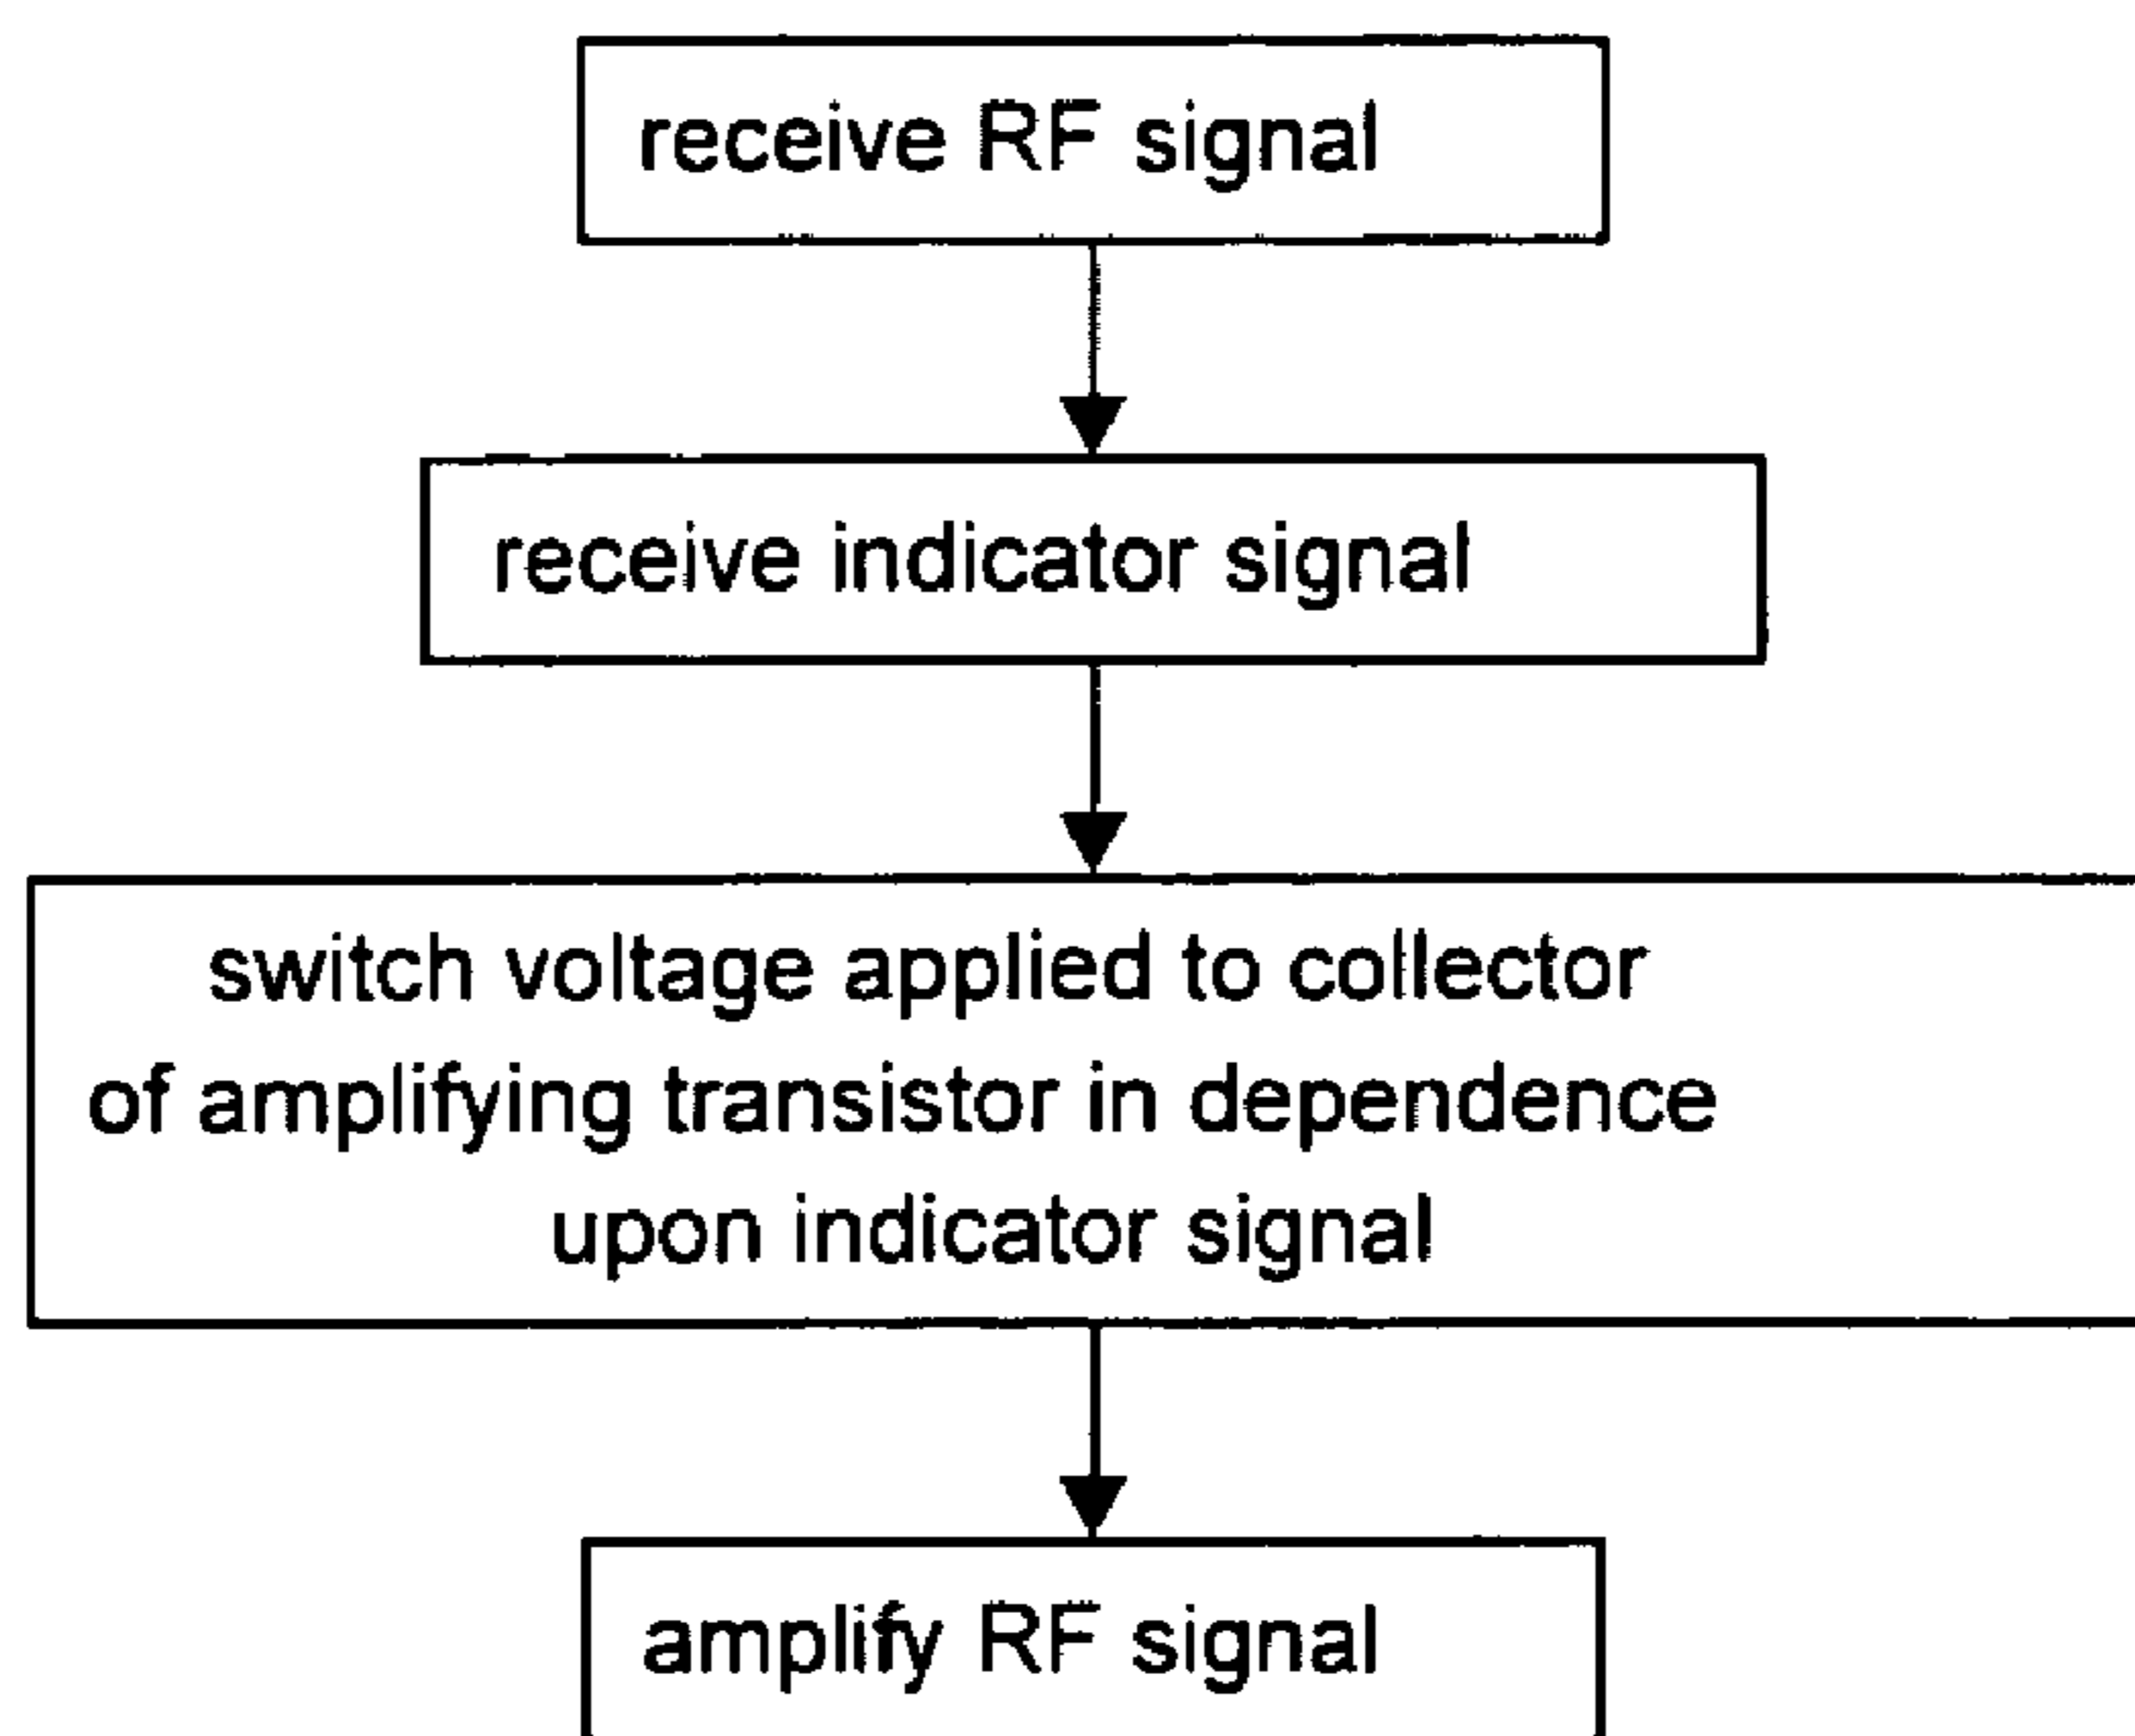 receive RF signal
receive indicator signal
switch voltage applied to collector
of amplifying transistor in dependence
upon indicator signal
amplify RF signal